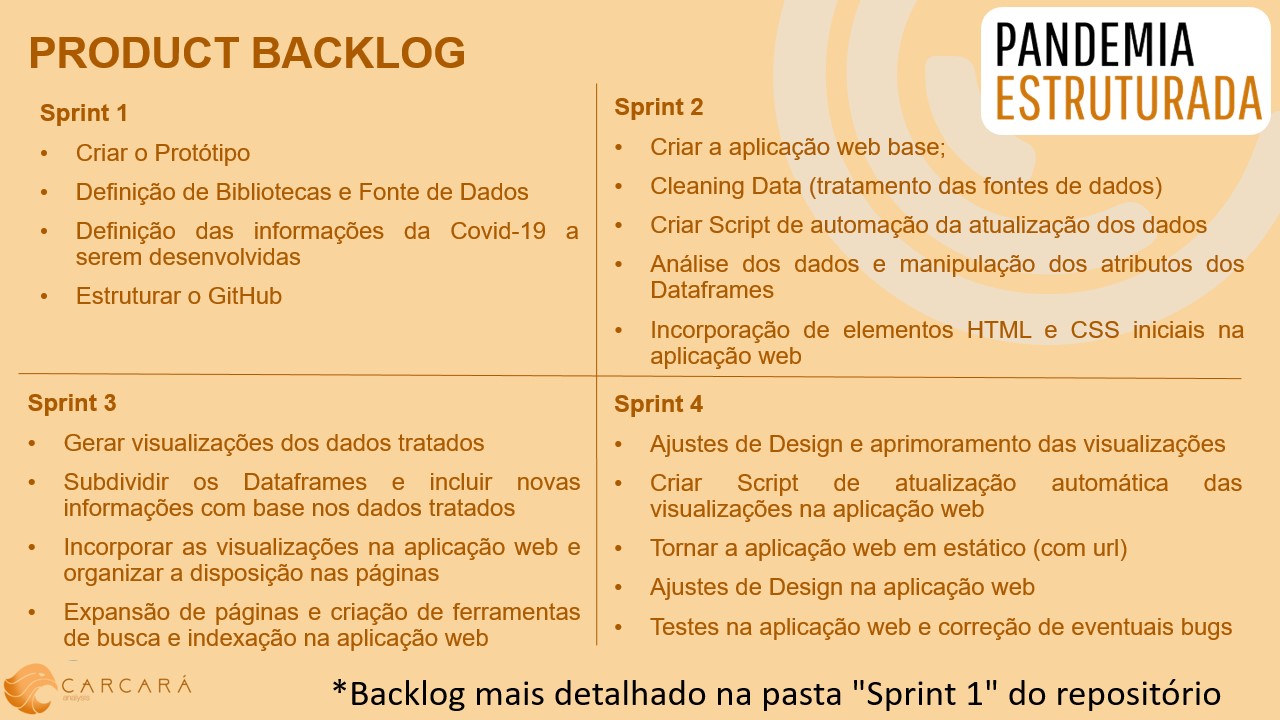 PRODUCT BACKLOG
PANDEMIA
ESTRUTURADA
Sprint 1
• Criar o Protótipo
• Definição de Bibliotecas e Fonte de Dados
• Definição das informações da Covid-19 a
serem desenvolvidas
• Estruturar o GitHub
Sprint 2
• Criar a aplicação web base;
• Cleaning Data (tratamento das fontes de dados)
• Criar Script de automação da atualização dos dados
• Análise dos dados e manipulação dos atributos dos
Dataframes
• Incorporação de elementos HTML e CSS iniciais na
aplicação web
Sprint 3
• Gerar visualizações dos dados tratados
• Subdividir os Dataframes e incluir novas
informações com base nos dados tratados
• Incorporar as visualizações na aplicação web e
organizar a disposição nas páginas
• Expansão de páginas e criação de ferramentas
de busca e indexação na aplicação web
Sprint 4
• Ajustes de Design e aprimoramento das visualizações
• Criar Script de atualização automática das
visualizações na aplicação web
• Tornar a aplicação web em estático (com url)
• Ajustes de Design na aplicação web
• Testes na aplicação web e correção de eventuais bugs
CARCARÁ
analysis
*Backlog mais detalhado na pasta "Sprint 1" do repositório